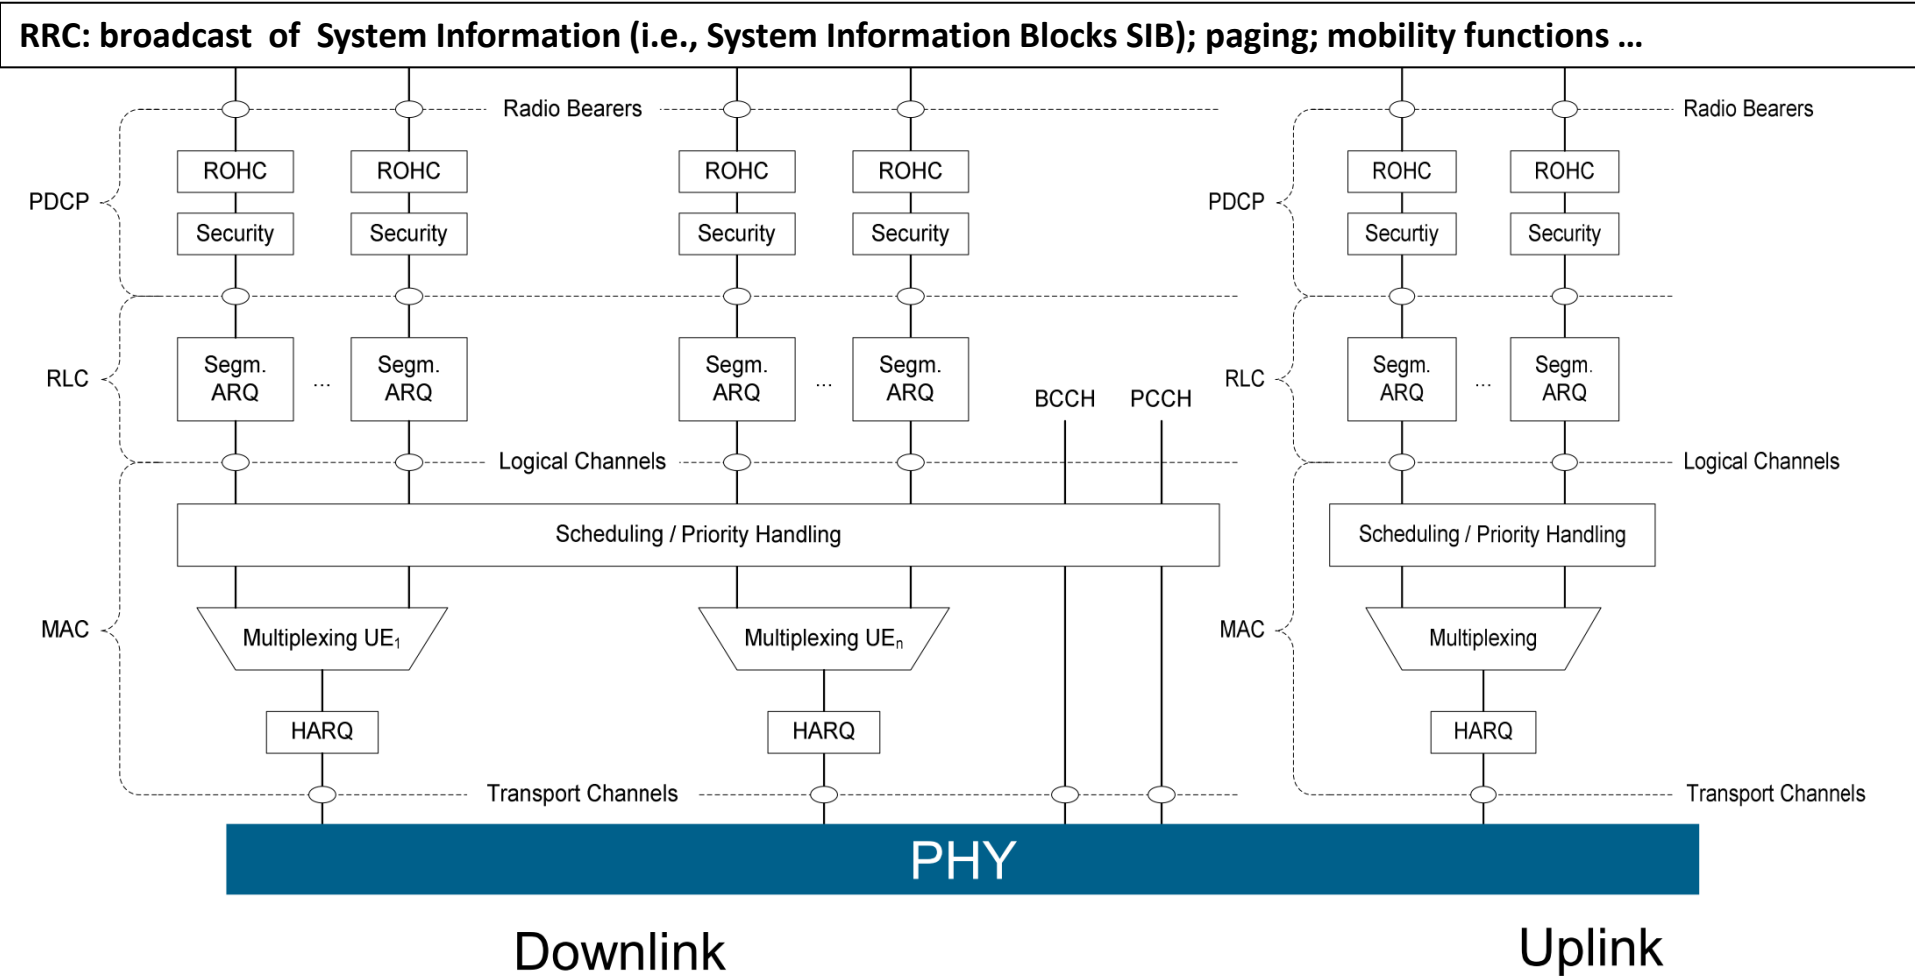 RRC: broadcast of System Information (i.e., System Information Blocks SIB); paging; mobility functions ...
Radio Bearers
Radio Bearers
ROHC
ROHC
ROHC
ROHC
ROHC
ROHC
PDCP
PDCP
Security
Security
Security
Security
Securtiy
Security
Segm.
ARQ
...
Segm.
ARQ
Segm.
ARQ
...
Segm.
ARQ
Segm.
ARQ
...
Segm.
ARQ
RLC
RLC
BCCH
PCCH
Logical Channels
Logical Channels
Scheduling / Priority Handling
Scheduling / Priority Handling
MAC
Multiplexing UE₁
Multiplexing UEₙ
MAC
Multiplexing
HARQ
HARQ
HARQ
Transport Channels
Transport Channels
PHY
Downlink
Uplink